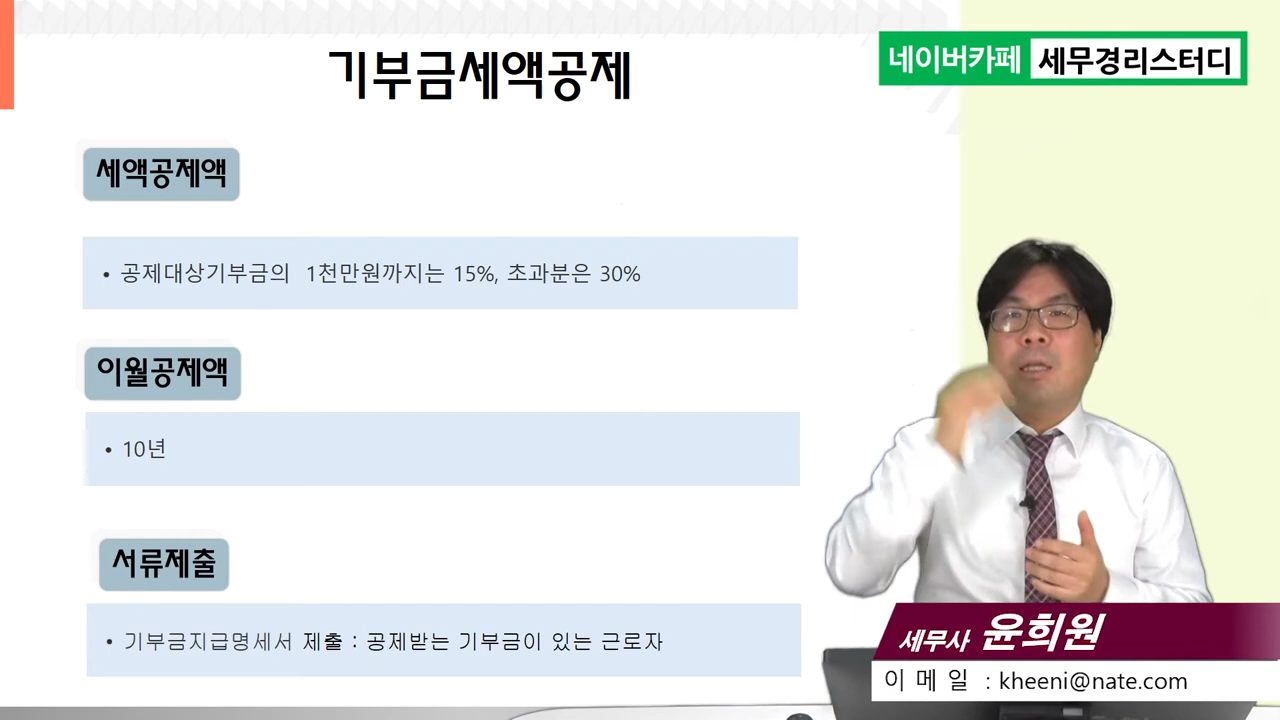 기부금세액공제
네이버카페 세무경리스터디
세액공제액
• 공제대상기부금의 1천만원까지는 15%, 초과분은 30%
이월공제액
• 10년
서류제출
• 기부금지급명세서 제출 : 공제받는 기부금이 있는 근로자
세무사 윤희원
이 메 일 : kheeni@nate.com